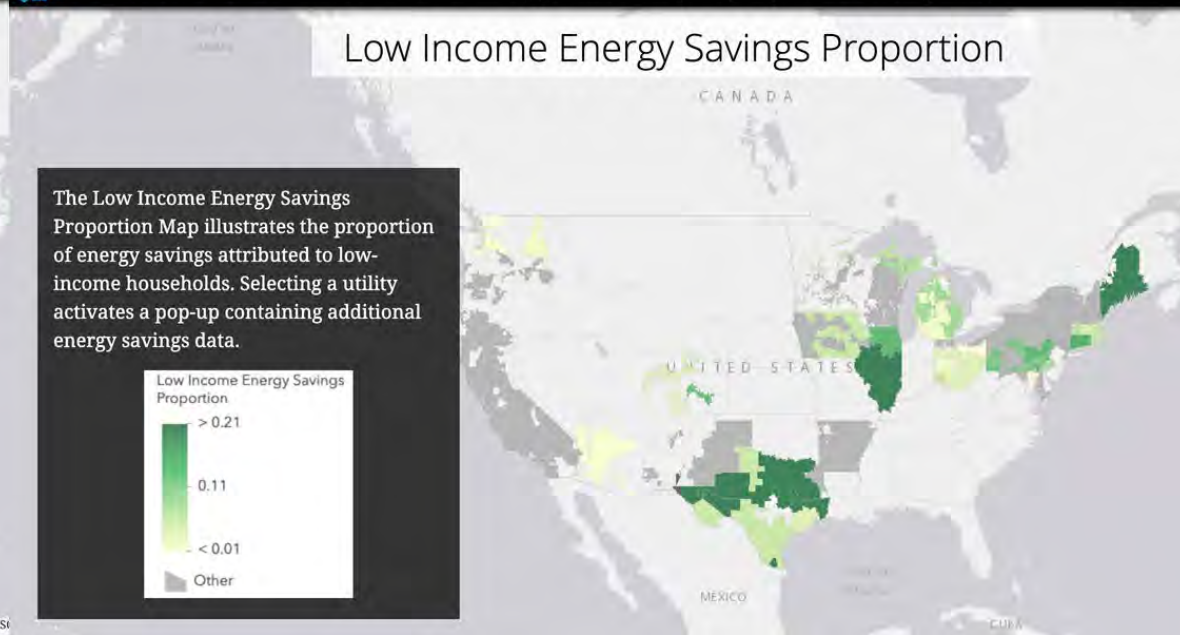 Low Income Energy Savings Proportion
CANADA
The Low Income Energy Savings
Proportion Map illustrates the proportion
of energy savings attributed to low-
income households. Selecting a utility
activates a pop-up containing additional
energy savings data.
UNITED STATES
Low Income Energy Savings
Proportion
> 0.21
0.11
< 0.01
Other
MEXICO
CUBA